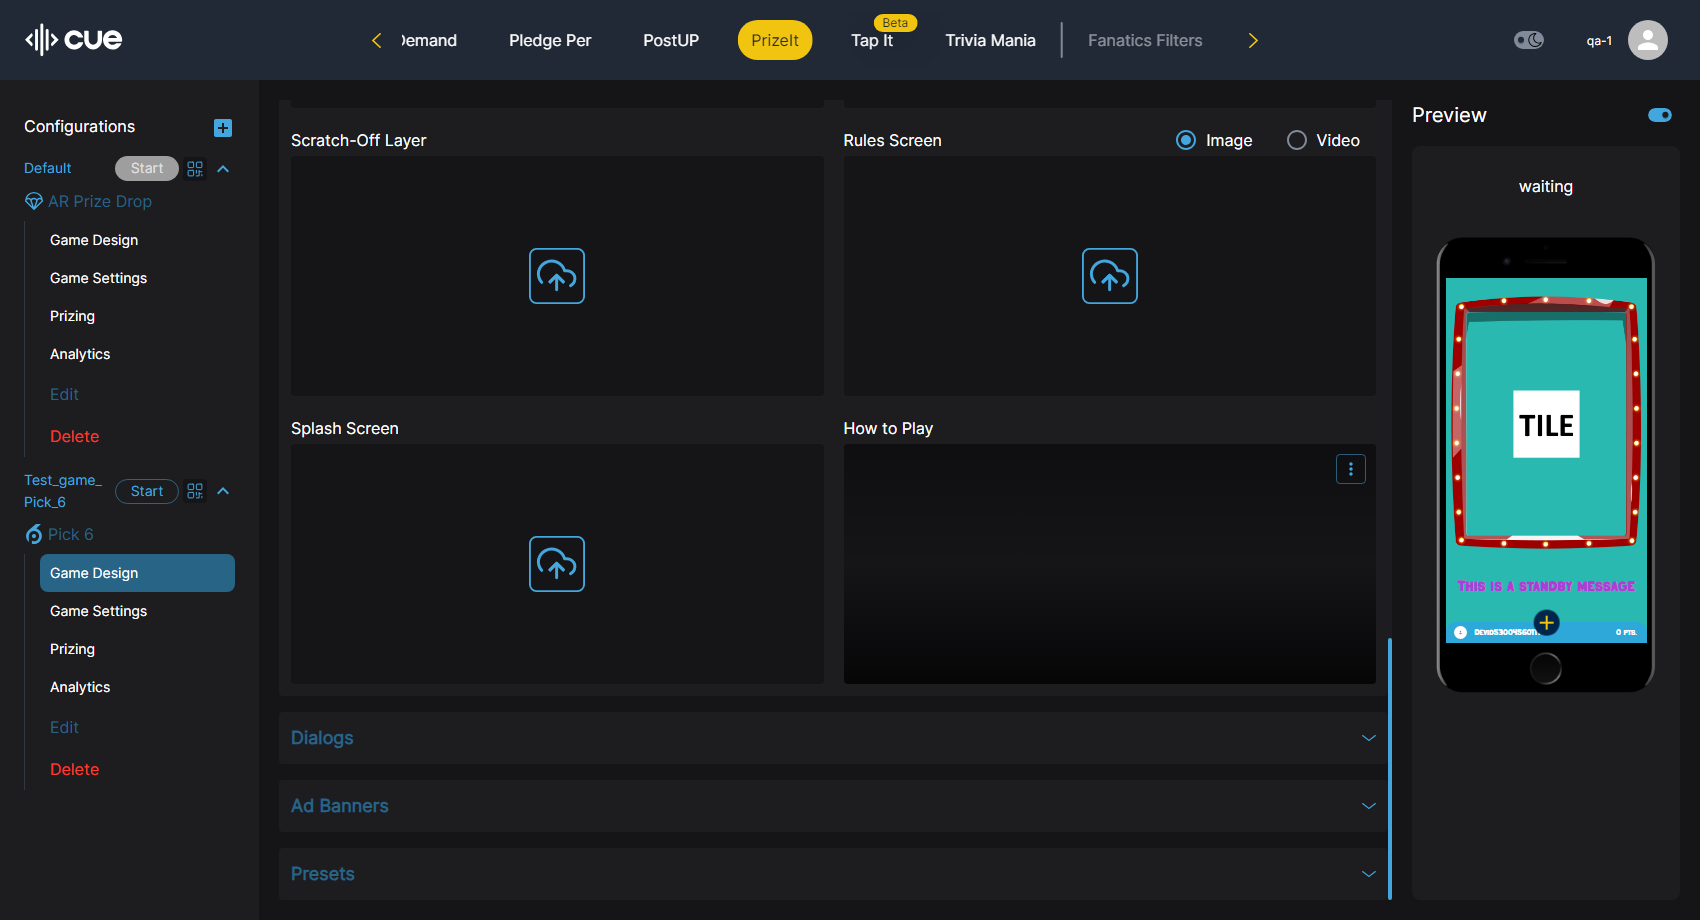 cue
Demand
Pledge Per
PostUP
PrizeIt
Beta
Tap It
Trivia Mania
Fanatics Filters
qa-1
Configurations
Default
Start
AR Prize Drop
Game Design
Game Settings
Prizing
Analytics
Edit
Delete
Test_game_
Pick_6
Start
Pick 6
Game Design
Game Settings
Prizing
Analytics
Edit
Delete
Scratch-Off Layer
Rules Screen
Image
Video
Splash Screen
How to Play
Dialogs
Ad Banners
Presets
Preview
waiting
TILE
THIS IS A STANDBY MESSAGE
0 PTS.